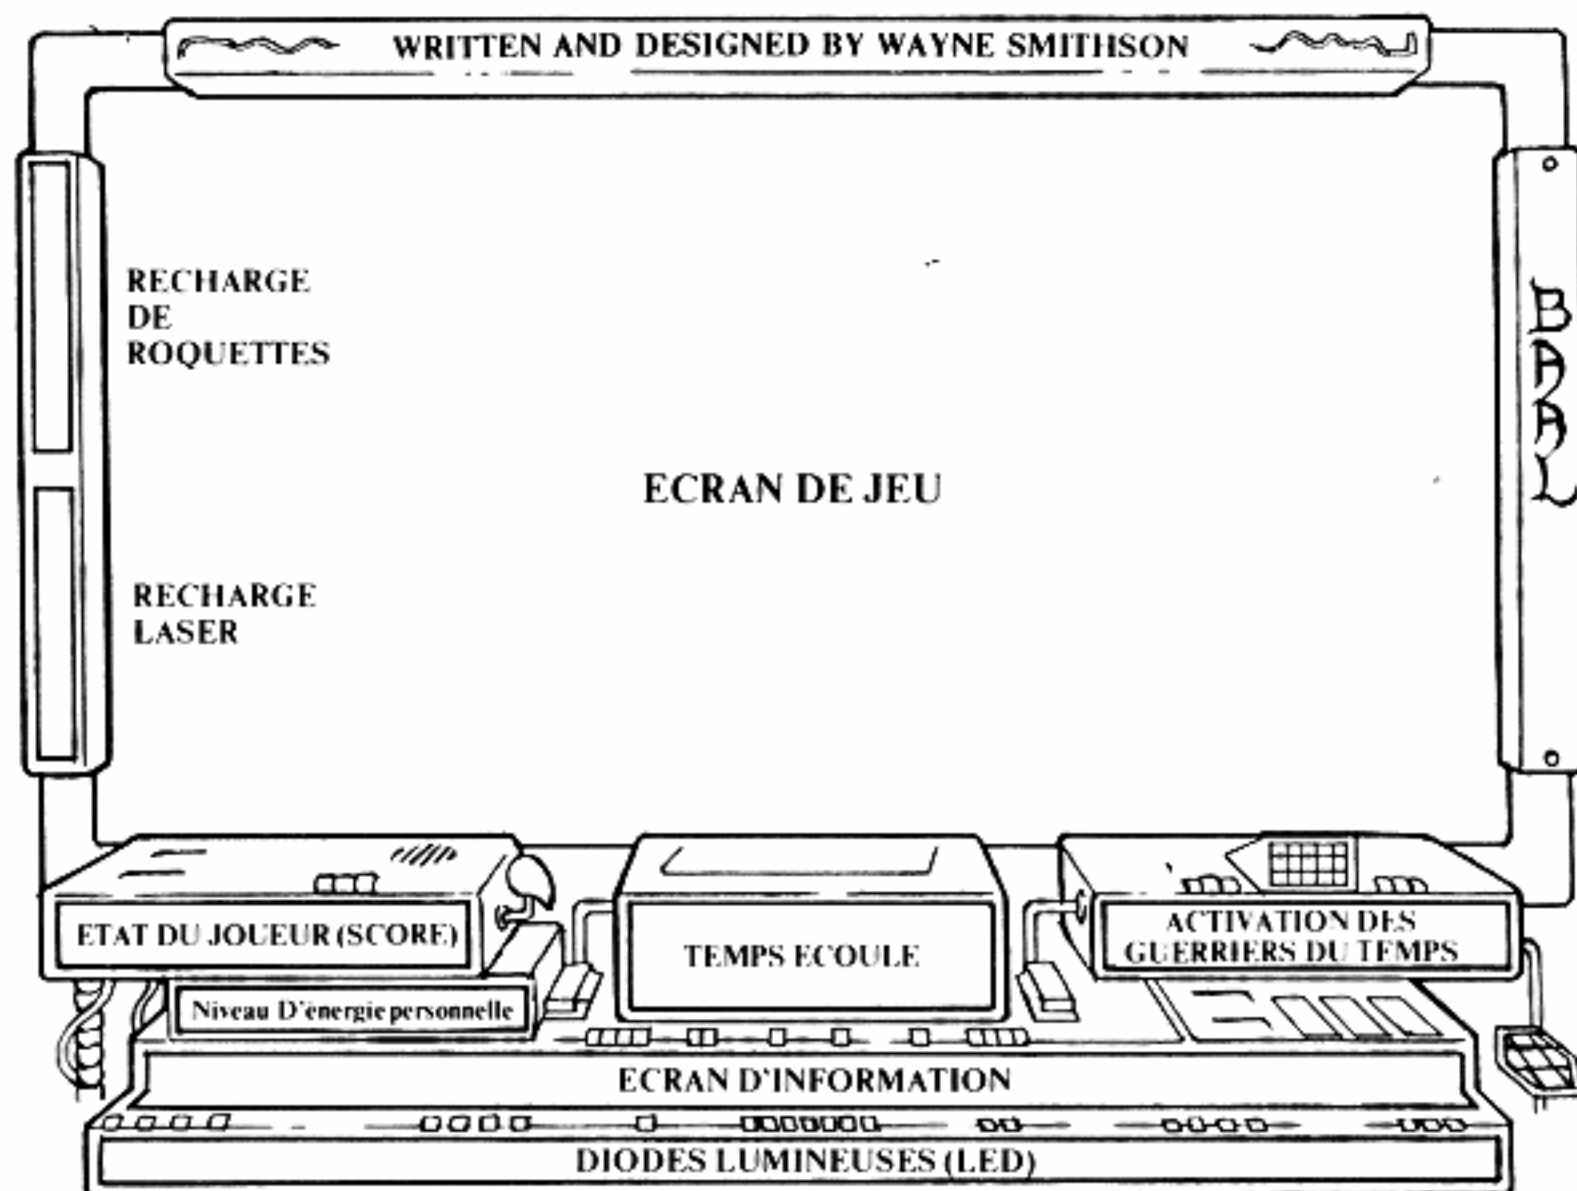 WRITTEN AND DESIGNED BY WAYNE SMITHSON
RECHARGE
DE
ROQUETTES
BAAL
ECRAN DE JEU
RECHARGE
LASER
ETAT DU JOUEUR (SCORE)
TEMPS ECOULE
ACTIVATION DES
GUERRIERS DU TEMPS
Niveau D'énergie personnelle
ECRAN D'INFORMATION
DIODES LUMINEUSES (LED)